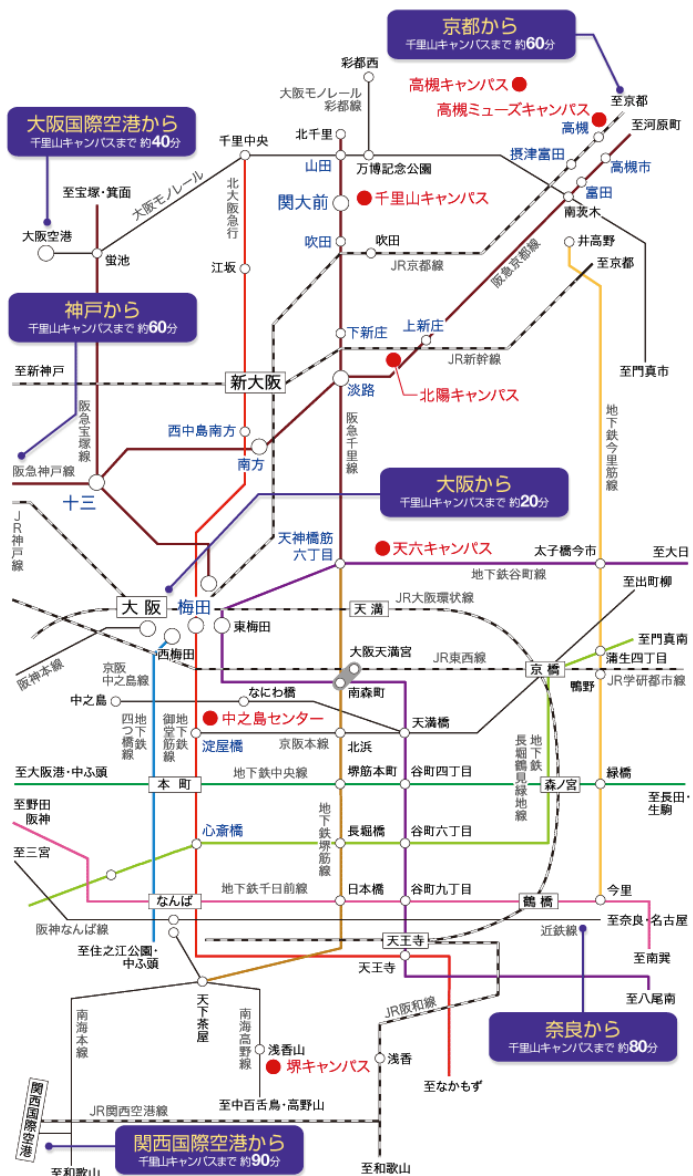 京都から
千里山キャンパスまで 約60分
彩都西
大阪モノレール
彩都線
高槻キャンパス
高槻ミューズキャンパス
至京都
高槻
至河原町
大阪国際空港から
千里山キャンパスまで 約40分
千里中央
北千里
山田
万博記念公園
摂津富田
高槻市
富田
南茨木
至宝塚・箕面
大阪モノレール
北大阪急行
関大前
千里山キャンパス
大阪空港
蛍池
江坂
吹田
吹田
JR京都線
阪急京都線
井高野
至京都
神戸から
千里山キャンパスまで 約60分
下新庄
上新庄
JR新幹線
至新神戸
新大阪
淡路
北陽キャンパス
至門真市
阪急宝塚線
西中島南方
阪急千里線
地下鉄今里筋線
阪急神戸線
南方
十三
大阪から
千里山キャンパスまで 約20分
JR神戸線
天神橋筋
六丁目
天六キャンパス
太子橋今市
至大日
地下鉄谷町線
至出町柳
大阪
梅田
天満
JR大阪環状線
東梅田
西梅田
阪神本線
京阪
中之島線
大阪天満宮
JR東西線
京橋
至門真南
蒲生四丁目
鴫野
JR学研都市線
中之島
なにわ橋
南森町
天満橋
地下鉄
四つ橋線
地下鉄
御堂筋線
中之島センター
淀屋橋
京阪本線
北浜
地下鉄
長堀鶴見緑地線
至大阪港・中ふ頭
本町
地下鉄中央線
堺筋本町
谷町四丁目
森ノ宮
緑橋
至長田・
生駒
至野田
阪神
心斎橋
地下鉄堺筋線
長堀橋
谷町六丁目
至三宮
なんば
地下鉄千日前線
日本橋
谷町九丁目
鶴橋
今里
阪神なんば線
近鉄線
至奈良・名古屋
至住之江公園・
中ふ頭
天王寺
天王寺
至南巽
至八尾南
天下茶屋
南海本線
南海高野線
JR阪和線
奈良から
千里山キャンパスまで 約80分
浅香山
堺キャンパス
浅香
至なかもず
至中百舌鳥・高野山
関西国際空港
JR関西空港線
関西国際空港から
千里山キャンパスまで 約90分
至和歌山
至和歌山